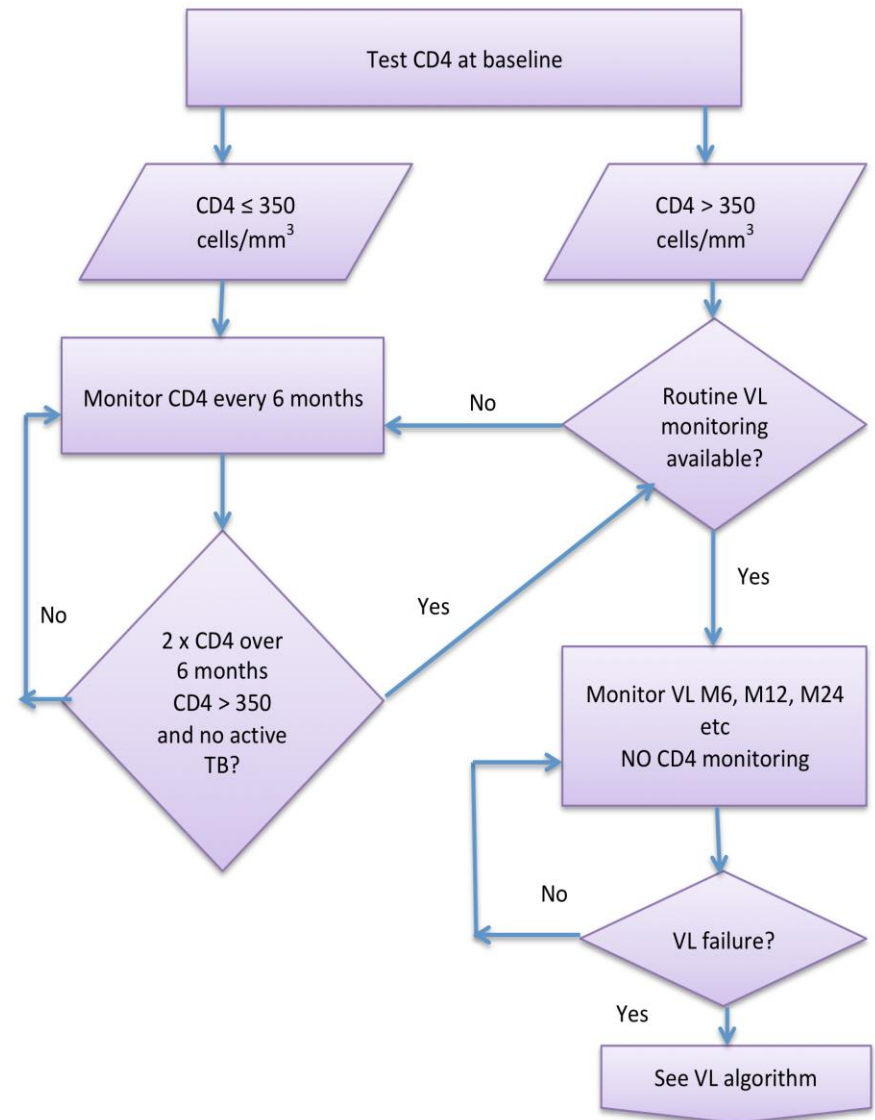 Test CD4 at baseline
CD4 ≤ 350
cells/mm³
CD4 > 350
cells/mm³
Monitor CD4 every 6 months
No
Routine VL
monitoring
available?
No
Yes
Yes
2 x CD4 over
6 months
CD4 > 350
and no active
TB?
Monitor VL M6, M12, M24
etc
NO CD4 monitoring
No
VL failure?
Yes
See VL algorithm